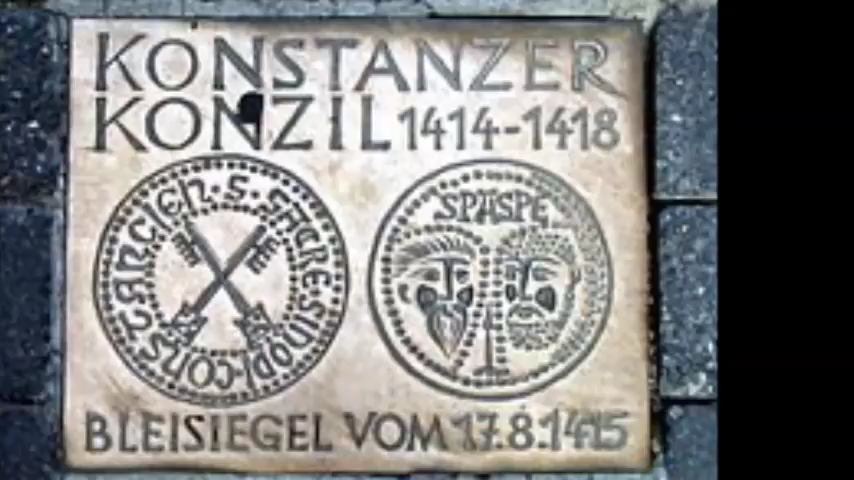 KONSTANZER
KONZIL 1414-1418
SPASPE
BLEISIEGEL VOM 17.8.1415